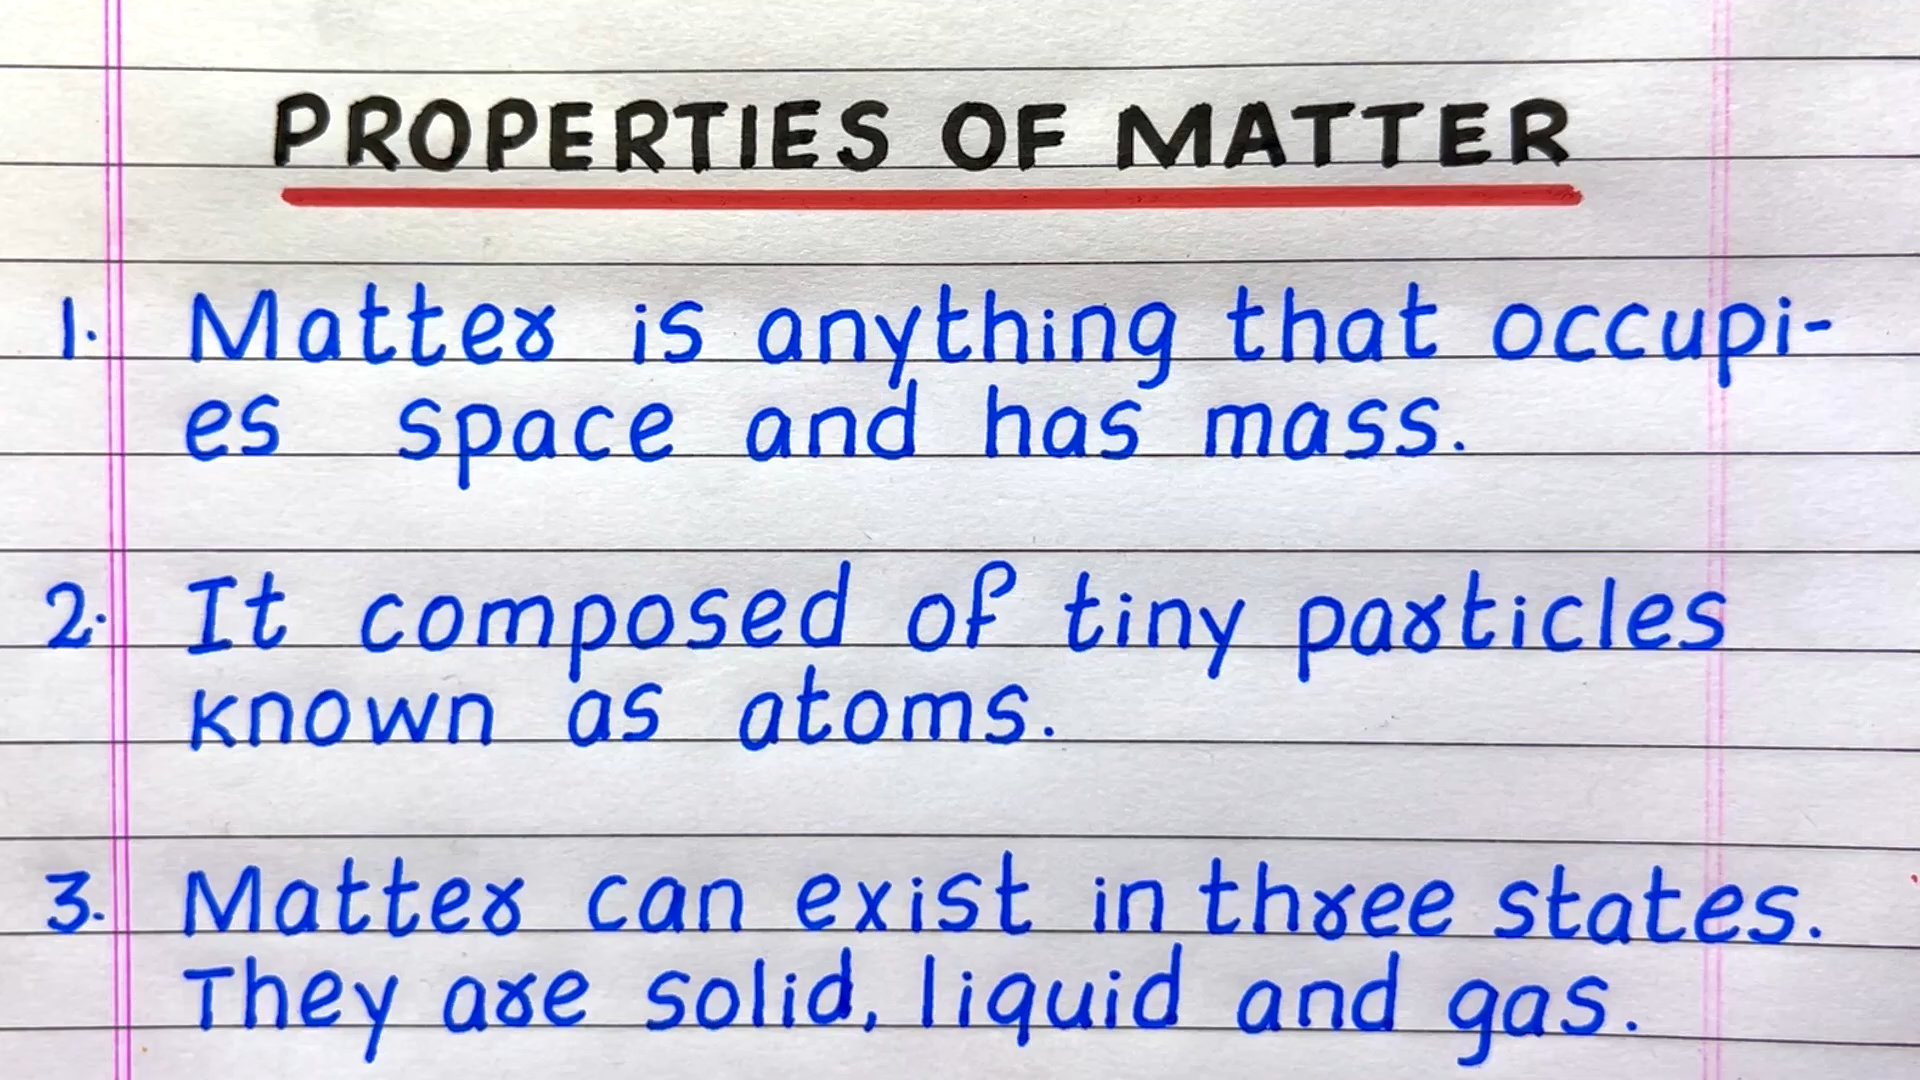 PROPERTIES OF MATTER
1. Matter is anything that occupi-
es space and has mass.
2. It composed of tiny particles
known as atoms.
3. Matter can exist in three states.
They are solid, liquid and gas.